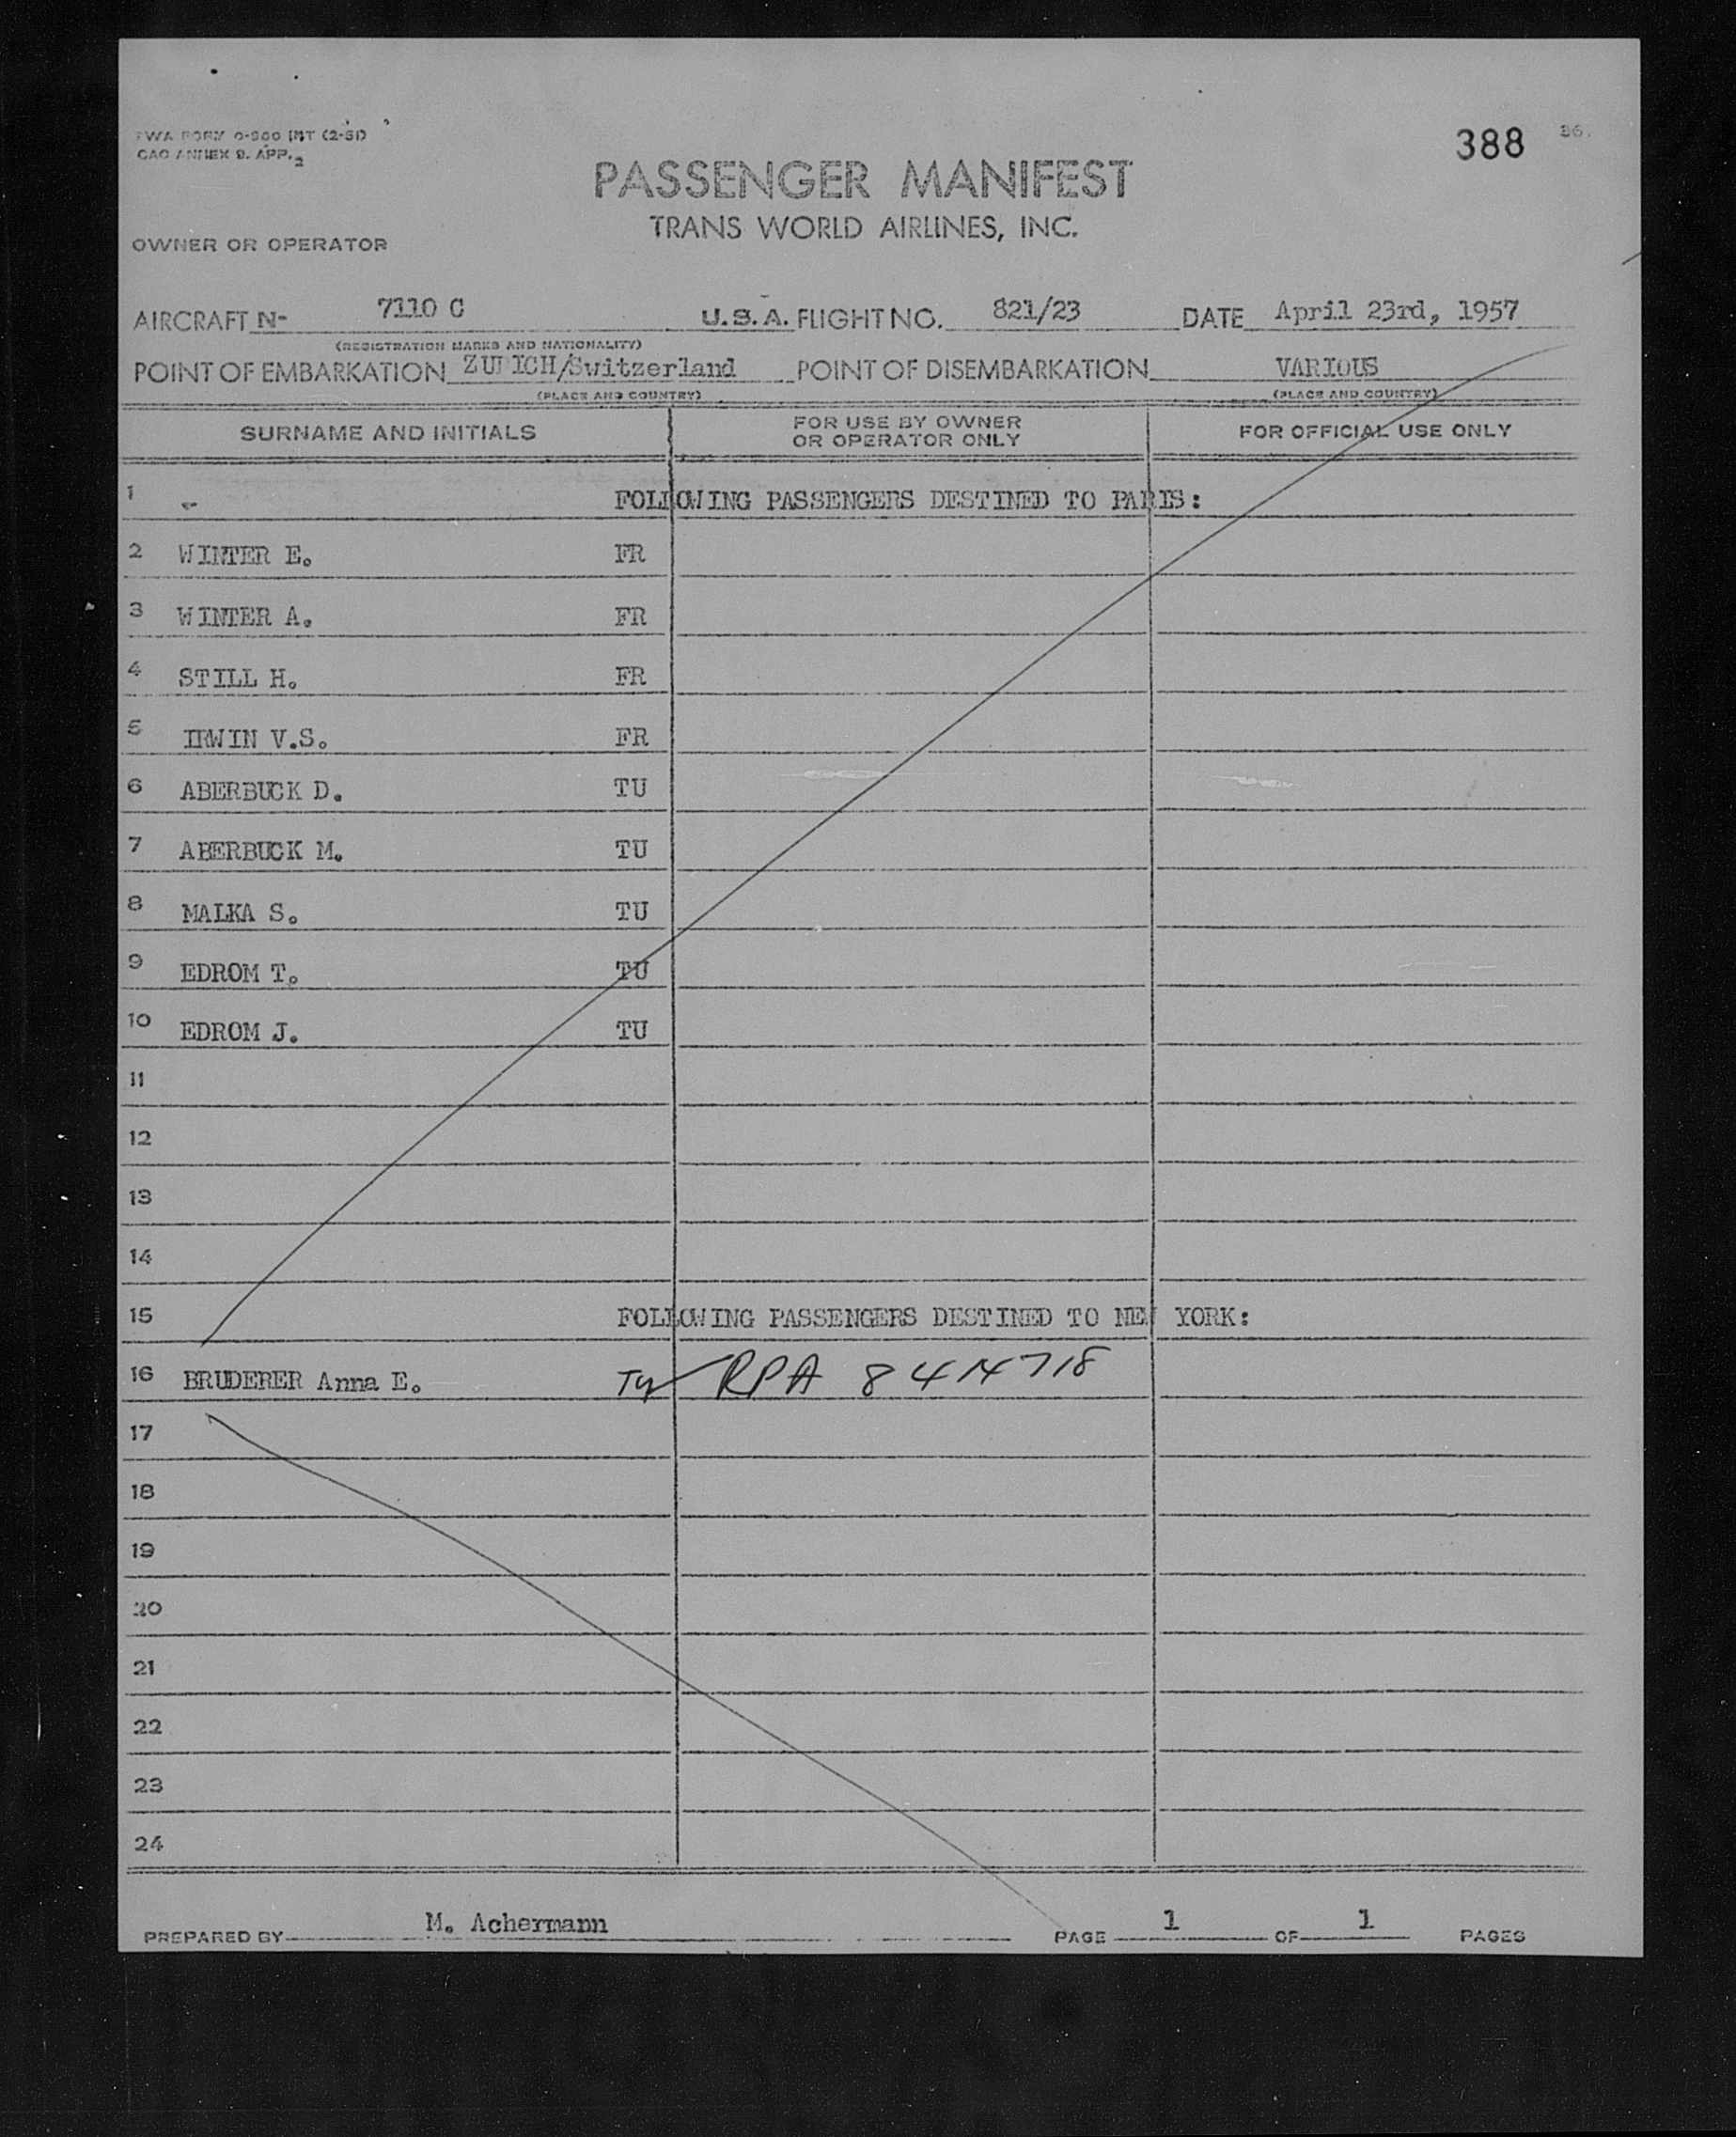 TWA FORM O-900 INT (2-51)
388
ICAO ANNEX 9. APP. 2
PASSENGER MANIFEST
TRANS WORLD AIRLINES, INC.
OWNER OR OPERATOR
AIRCRAFT N- 7110 C U.S.A. FLIGHT NO. 821/23 DATE April 23rd, 1957
(REGISTRATION MARKS AND NATIONALITY)
POINT OF EMBARKATION ZURICH/Switzerland POINT OF DISEMBARKATION VARIOUS
(PLACE AND COUNTRY) (PLACE AND COUNTRY)
SURNAME AND INITIALS FOR USE BY OWNER OR OPERATOR ONLY FOR OFFICIAL USE ONLY
1 FOLLOWING PASSENGERS DESTINED TO PARIS:
2 WINTER E. FR
3 WINTER A. FR
4 STILL H. FR
5 IRWIN V.S. FR
6 ABERBUCK D. TU
7 ABERBUCK M. TU
8 MALKA S. TU
9 EDROM T. TU
10 EDROM J. TU
11
12
13
14
15 FOLLOWING PASSENGERS DESTINED TO NEW YORK:
16 BRUDERER Anna E. RPA 8414718
17
18
19
20
21
22
23
24
PREPARED BY M. Achermann PAGE 1 OF 1 PAGES